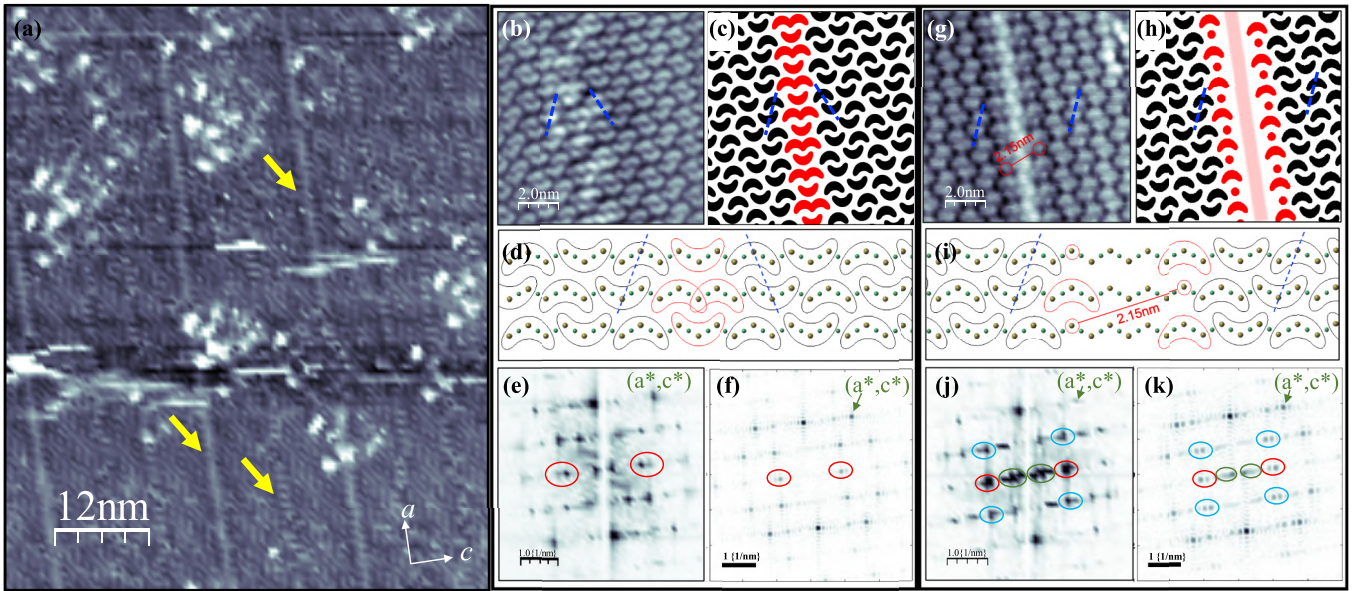 (a)
12nm
a
c
(b)
2.0nm
(c)
(d)
(e)
(a*,c*)
1.0{1/nm}
(f)
(a*,c*)
1 {1/nm}
(g)
2.15nm
2.0nm
(h)
(i)
2.15nm
(j)
(a*,c*)
1.0{1/nm}
(k)
(a*,c*)
1 {1/nm}